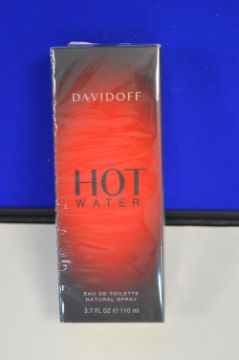 DAVIDOFF
HOT
WATER
EAU DE TOILETTE
NATURAL SPRAY
3.7 FL OZ ℮ 110 ml